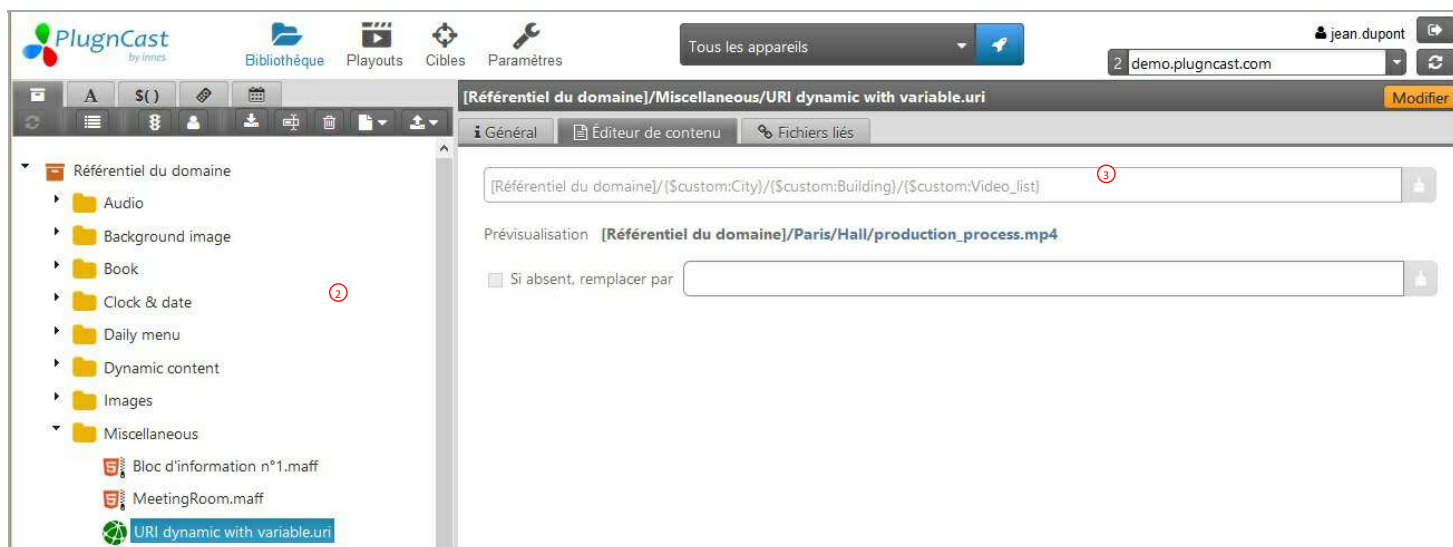 PlugnCast
by innes
Bibliothèque
Playouts
Cibles
Paramètres
Tous les appareils
jean.dupont
2 demo.plugncast.com
A $()
[Référentiel du domaine]/Miscellaneous/URI dynamic with variable.uri
Modifier
i Général
Éditeur de contenu
Fichiers liés
Référentiel du domaine
Audio
Background image
Book
Clock & date
Daily menu
Dynamic content
Images
Miscellaneous
Bloc d'information n°1.maff
MeetingRoom.maff
URI dynamic with variable.uri
2
[Référentiel du domaine]/{$custom:City}/{$custom:Building}/{$custom:Video_list}
3
Prévisualisation [Référentiel du domaine]/Paris/Hall/production_process.mp4
Si absent, remplacer par